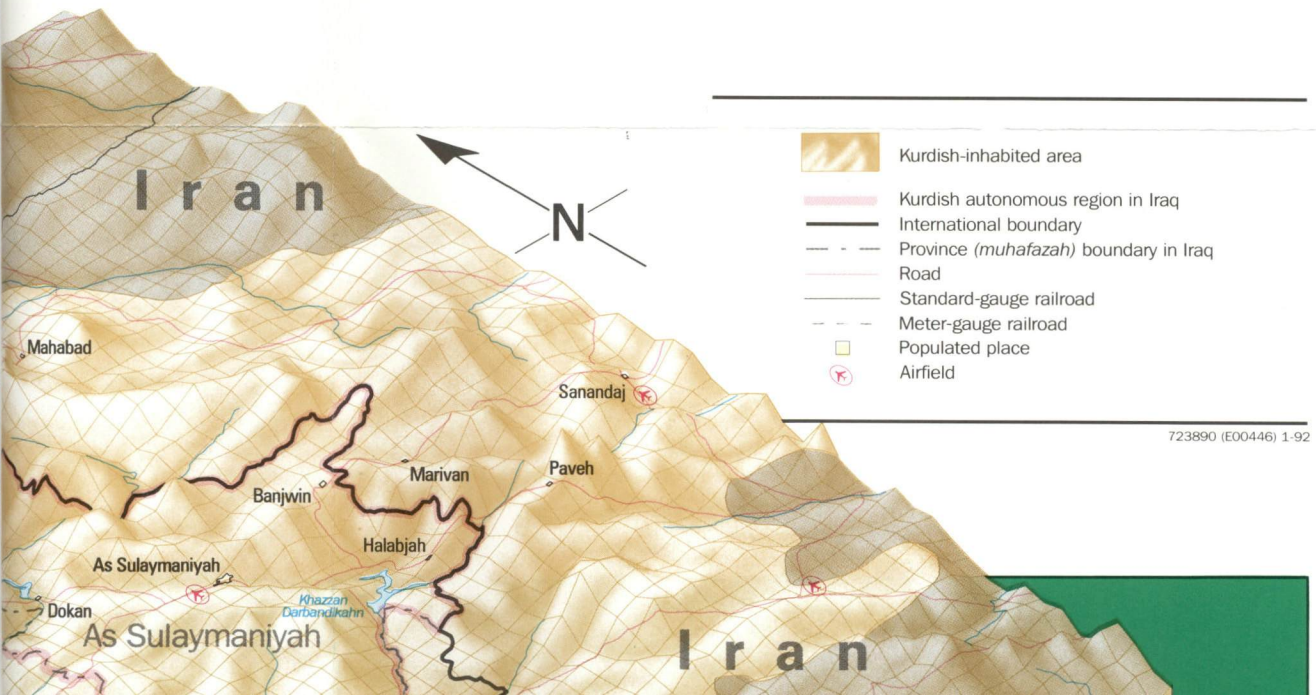 Iran
N
Kurdish-inhabited area
Kurdish autonomous region in Iraq
International boundary
Province (muhafazah) boundary in Iraq
Road
Standard-gauge railroad
Meter-gauge railroad
Populated place
Airfield
723890 (E00446) 1-92
Mahabad
Sanandaj
Marivan
Paveh
Banjwin
Halabjah
As Sulaymaniyah
Khazzan
Darbandikahn
Dokan
As Sulaymaniyah
Iran